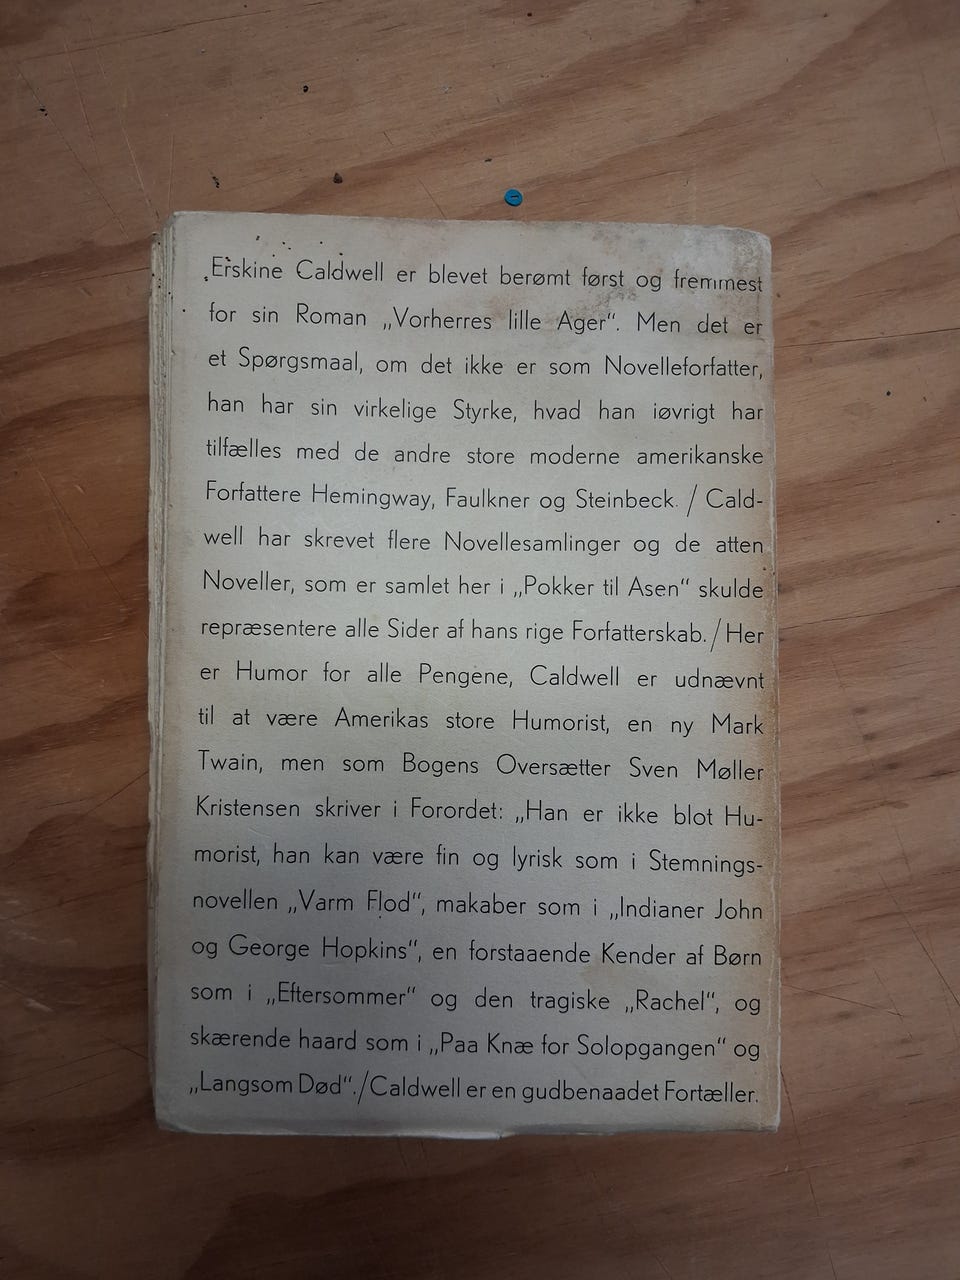 Erskine Caldwell er blevet berømt først og fremmest
for sin Roman „Vorherres lille Ager“. Men det er
et Spørgsmaal, om det ikke er som Novelleforfatter,
han har sin virkelige Styrke, hvad han iøvrigt har
tilfælles med de andre store moderne amerikanske
Forfattere Hemingway, Faulkner og Steinbeck. / Cald-
well har skrevet flere Novellesamlinger og de atten
Noveller, som er samlet her i „Pokker til Asen“ skulde
repræsentere alle Sider af hans rige Forfatterskab. / Her
er Humor for alle Pengene, Caldwell er udnævnt
til at være Amerikas store Humorist, en ny Mark
Twain, men som Bogens Oversætter Sven Møller
Kristensen skriver i Forordet: „Han er ikke blot Hu-
morist, han kan være fin og lyrisk som i Stemnings-
novellen „Varm Flod“, makaber som i „Indianer John
og George Hopkins“, en forstaaende Kender af Børn
som i „Eftersommer“ og den tragiske „Rachel“, og
skærende haard som i „Paa Knæ for Solopgangen“ og
„Langsom Død“. / Caldwell er en gudbenaadet Fortæller.